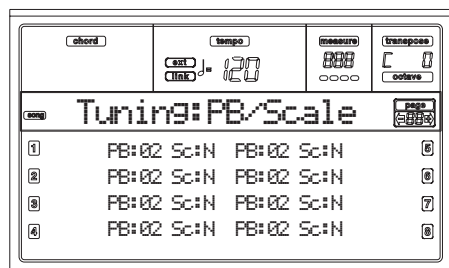 chord tempo measure transpose
ext link ♩= 120 C 0
octave
song Tuning:PB/Scale page
1 PB:02 Sc:N PB:02 Sc:N 5
2 PB:02 Sc:N PB:02 Sc:N 6
3 PB:02 Sc:N PB:02 Sc:N 7
4 PB:02 Sc:N PB:02 Sc:N 8